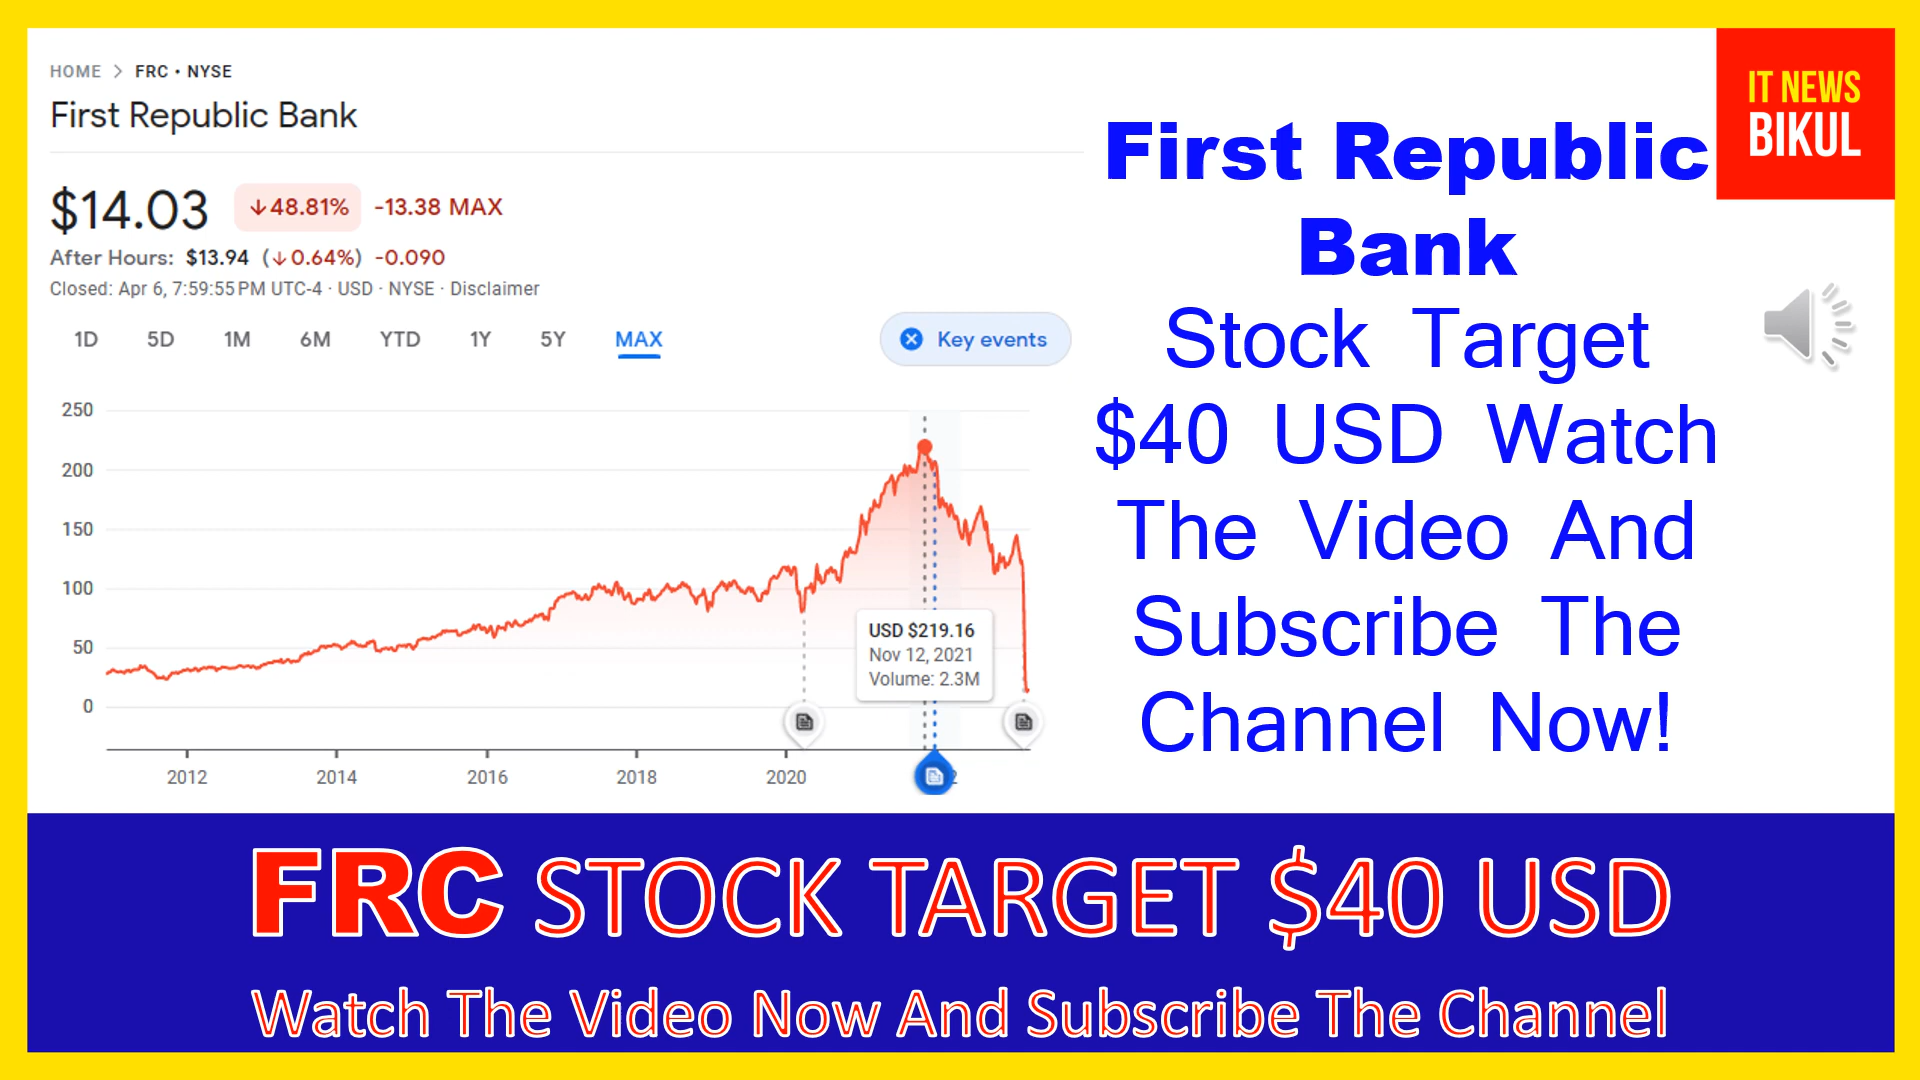 HOME > FRC • NYSE
First Republic Bank
$14.03 ↓48.81% -13.38 MAX
After Hours: $13.94 (↓0.64%) -0.090
Closed: Apr 6, 7:59:55 PM UTC-4 · USD · NYSE · Disclaimer
1D 5D 1M 6M YTD 1Y 5Y MAX
Key events
250
200
150
100
50
0
USD $219.16
Nov 12, 2021
Volume: 2.3M
2012 2014 2016 2018 2020 2
IT NEWS
BIKUL
First Republic
Bank
Stock Target
$40 USD Watch
The Video And
Subscribe The
Channel Now!
FRC STOCK TARGET $40 USD
Watch The Video Now And Subscribe The Channel